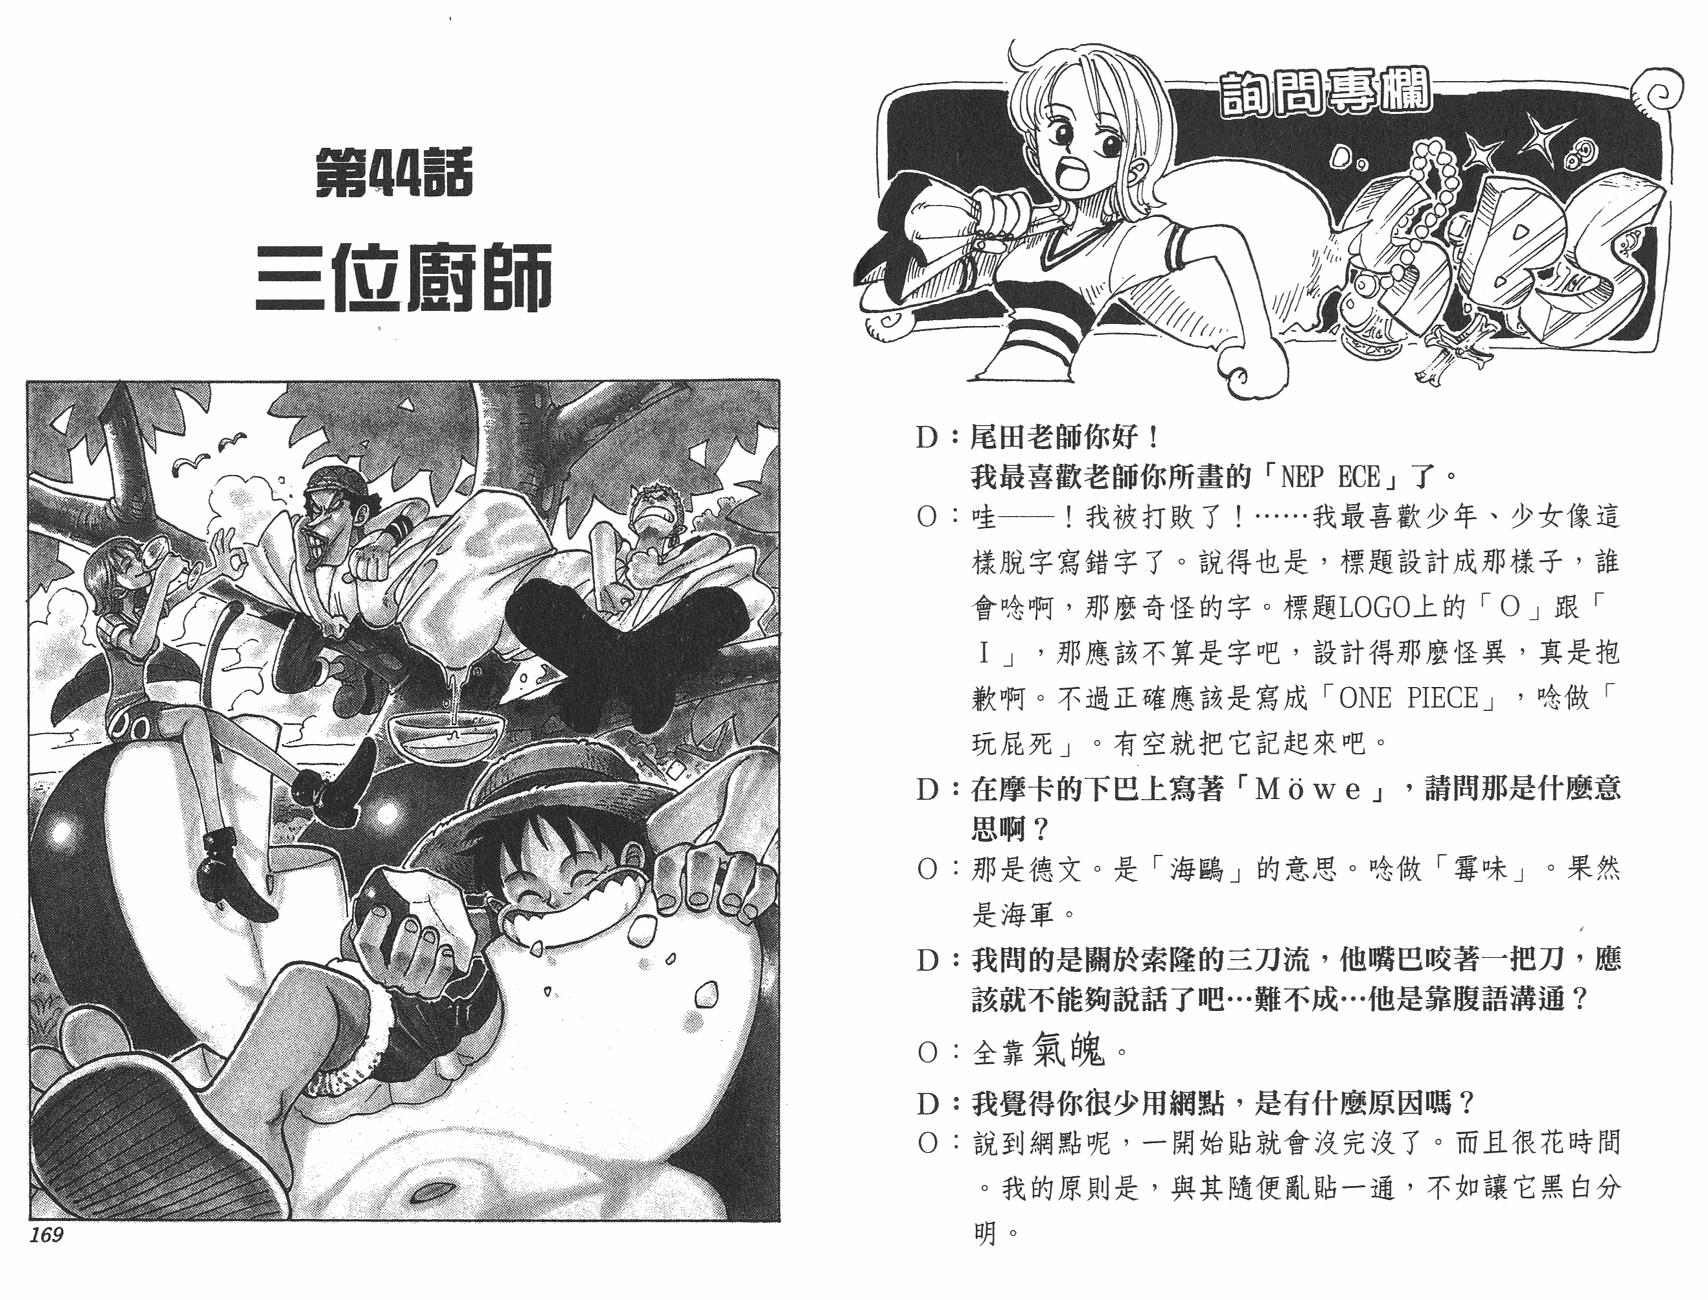 詢問專欄
SBS
D：尾田老師你好！
我最喜歡老師你所畫的「NEP ECE」了。
O：哇——！我被打敗了！……我最喜歡少年、少女像這
樣脫字寫錯字了。說得也是，標題設計成那樣子，誰
會唸啊，那麼奇怪的字。標題LOGO上的「O」跟「
I」，那應該不算是字吧，設計得那麼怪異，真是抱
歉啊。不過正確應該是寫成「ONE PIECE」，唸做「
玩屁死」。有空就把它記起來吧。
D：在摩卡的下巴上寫著「Möwe」，請問那是什麼意
思啊？
O：那是德文。是「海鷗」的意思。唸做「霉味」。果然
是海軍。
D：我問的是關於索隆的三刀流，他嘴巴咬著一把刀，應
該就不能夠說話了吧…難不成…他是靠腹語溝通？
O：全靠氣魄。
D：我覺得你很少用網點，是有什麼原因嗎？
O：說到網點呢，一開始貼就會沒完沒了。而且很花時間
。我的原則是，與其隨便亂貼一通，不如讓它黑白分
明。
第44話
三位廚師
169